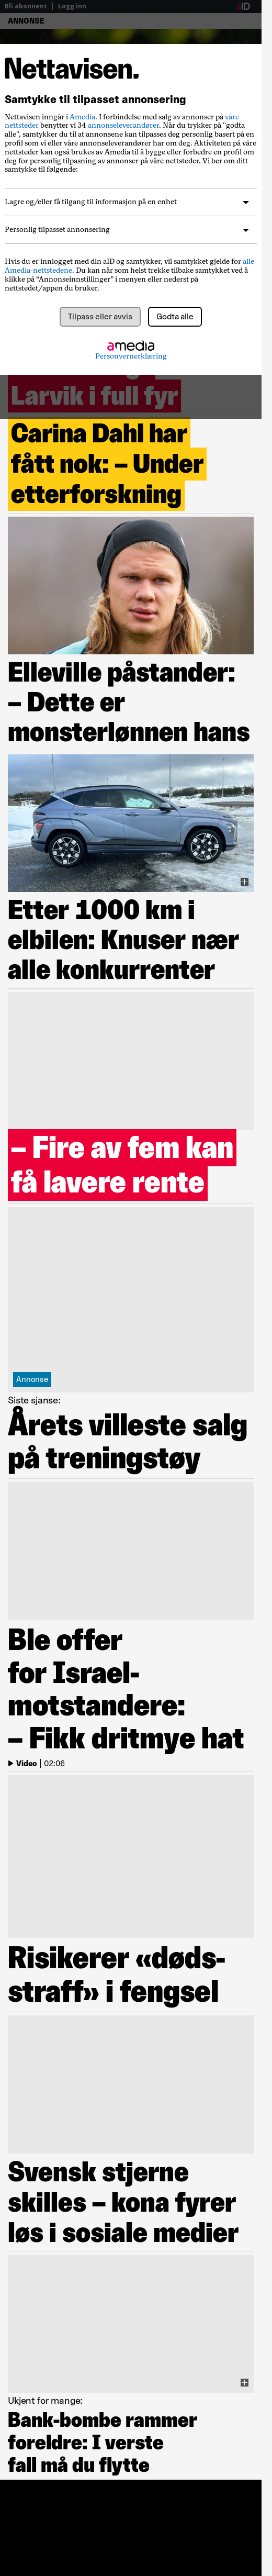 Bli abonnent | Logg inn
aID
ANNONSE
Nettavisen.
Samtykke til tilpasset annonsering
Nettavisen inngår i Amedia. I forbindelse med salg av annonser på våre
nettsteder benytter vi 34 annonseleverandører. Når du trykker på "godta
alle", samtykker du til at annonsene kan tilpasses deg personlig basert på en
profil som vi eller våre annonseleverandører har om deg. Aktiviteten på våre
nettsteder kan også brukes av Amedia til å bygge eller forbedre en profil om
deg for personlig tilpasning av annonser på våre nettsteder. Vi ber om ditt
samtykke til følgende:
Lagre og/eller få tilgang til informasjon på en enhet
Personlig tilpasset annonsering
Hvis du er innlogget med din aID og samtykker, vil samtykket gjelde for alle
Amedia-nettstedene. Du kan når som helst trekke tilbake samtykket ved å
klikke på “Annonseinnstillinger” i menyen eller nederst på
nettstedet/appen du bruker.
Tilpass eller avvis
Godta alle
amedia
Personvernerklæring
Larvik i full fyr
Carina Dahl har
fått nok: – Under
etterforskning
Elleville påstander:
– Dette er
monsterlønnen hans
Etter 1000 km i
elbilen: Knuser nær
alle konkurrenter
– Fire av fem kan
få lavere rente
Annonse
Siste sjanse:
Årets villeste salg
på treningstøy
Ble offer
for Israel-
motstandere:
– Fikk dritmye hat
Video | 02:06
Risikerer «døds-
straff» i fengsel
Svensk stjerne
skilles – kona fyrer
løs i sosiale medier
Ukjent for mange:
Bank-bombe rammer
foreldre: I verste
fall må du flytte